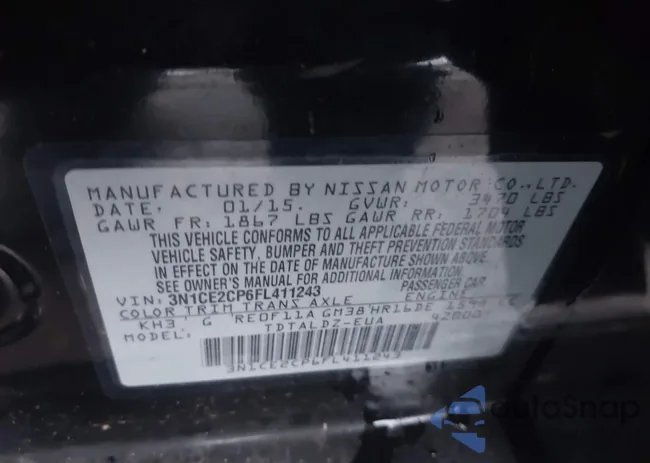 MANUFACTURED BY NISSAN MOTOR CO., LTD.
DATE: 01/15. GVWR: 3470 LBS
GAWR FR: 1867 LBS GAWR RR: 1704 LBS
THIS VEHICLE CONFORMS TO ALL APPLICABLE FEDERAL MOTOR
VEHICLE SAFETY, BUMPER AND THEFT PREVENTION STANDARDS
IN EFFECT ON THE DATE OF MANUFACTURE SHOWN ABOVE.
SEE OWNER'S MANUAL FOR ADDITIONAL INFORMATION.
VIN: 3N1CE2CP6FL411243 PASSENGER CAR
COLOR TRIM TRANS AXLE ENGINE
KH3 G RE0F11A GM38 HR16DE CC
MODEL: TDTALDZ-EUA
3N1CE2CP6FL411243
autoSnap